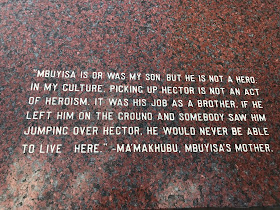 "MBUYISA IS OR WAS MY SON. BUT HE IS NOT A HERO.
IN MY CULTURE, PICKING UP HECTOR IS NOT AN ACT
OF HEROISM. IT WAS HIS JOB AS A BROTHER. IF HE
LEFT HIM ON THE GROUND AND SOMEBODY SAW HIM
JUMPING OVER HECTOR, HE WOULD NEVER BE ABLE
TO LIVE HERE." -MA'MAKHUBU, MBUYISA'S MOTHER.